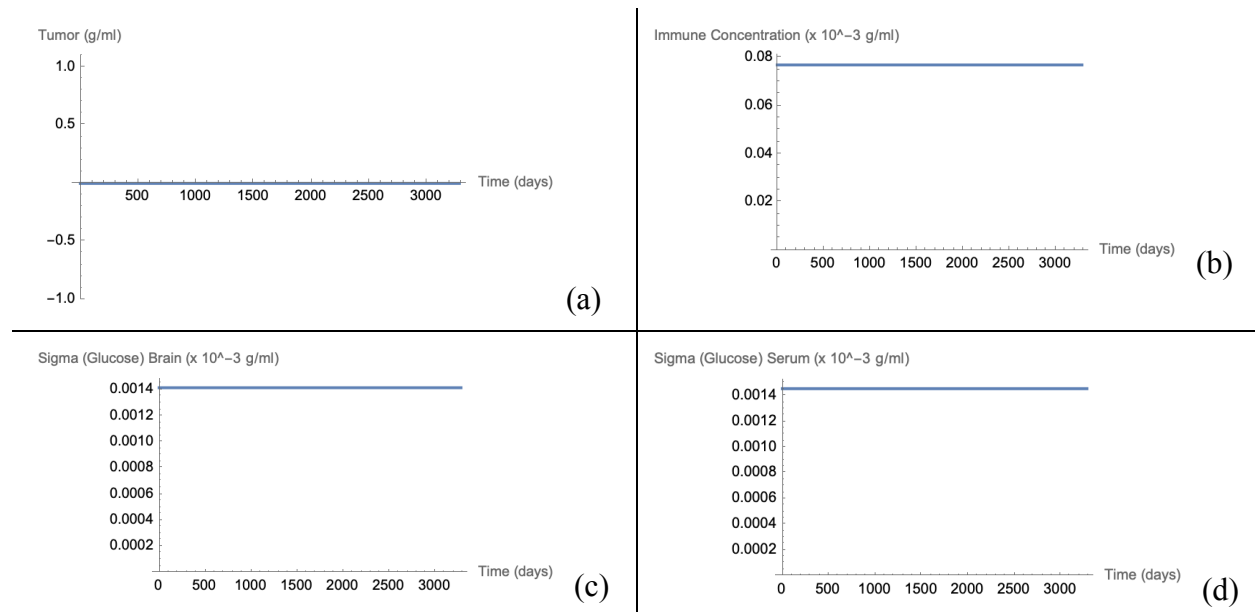 Tumor (g/ml)
1.0
0.5
−0.5
−1.0
500 1000 1500 2000 2500 3000
Time (days)
(a)
Immune Concentration (x 10^−3 g/ml)
0.08
0.06
0.04
0.02
0 500 1000 1500 2000 2500 3000
Time (days)
(b)
Sigma (Glucose) Brain (x 10^−3 g/ml)
0.0014
0.0012
0.0010
0.0008
0.0006
0.0004
0.0002
0 500 1000 1500 2000 2500 3000
Time (days)
(c)
Sigma (Glucose) Serum (x 10^−3 g/ml)
0.0014
0.0012
0.0010
0.0008
0.0006
0.0004
0.0002
0 500 1000 1500 2000 2500 3000
Time (days)
(d)